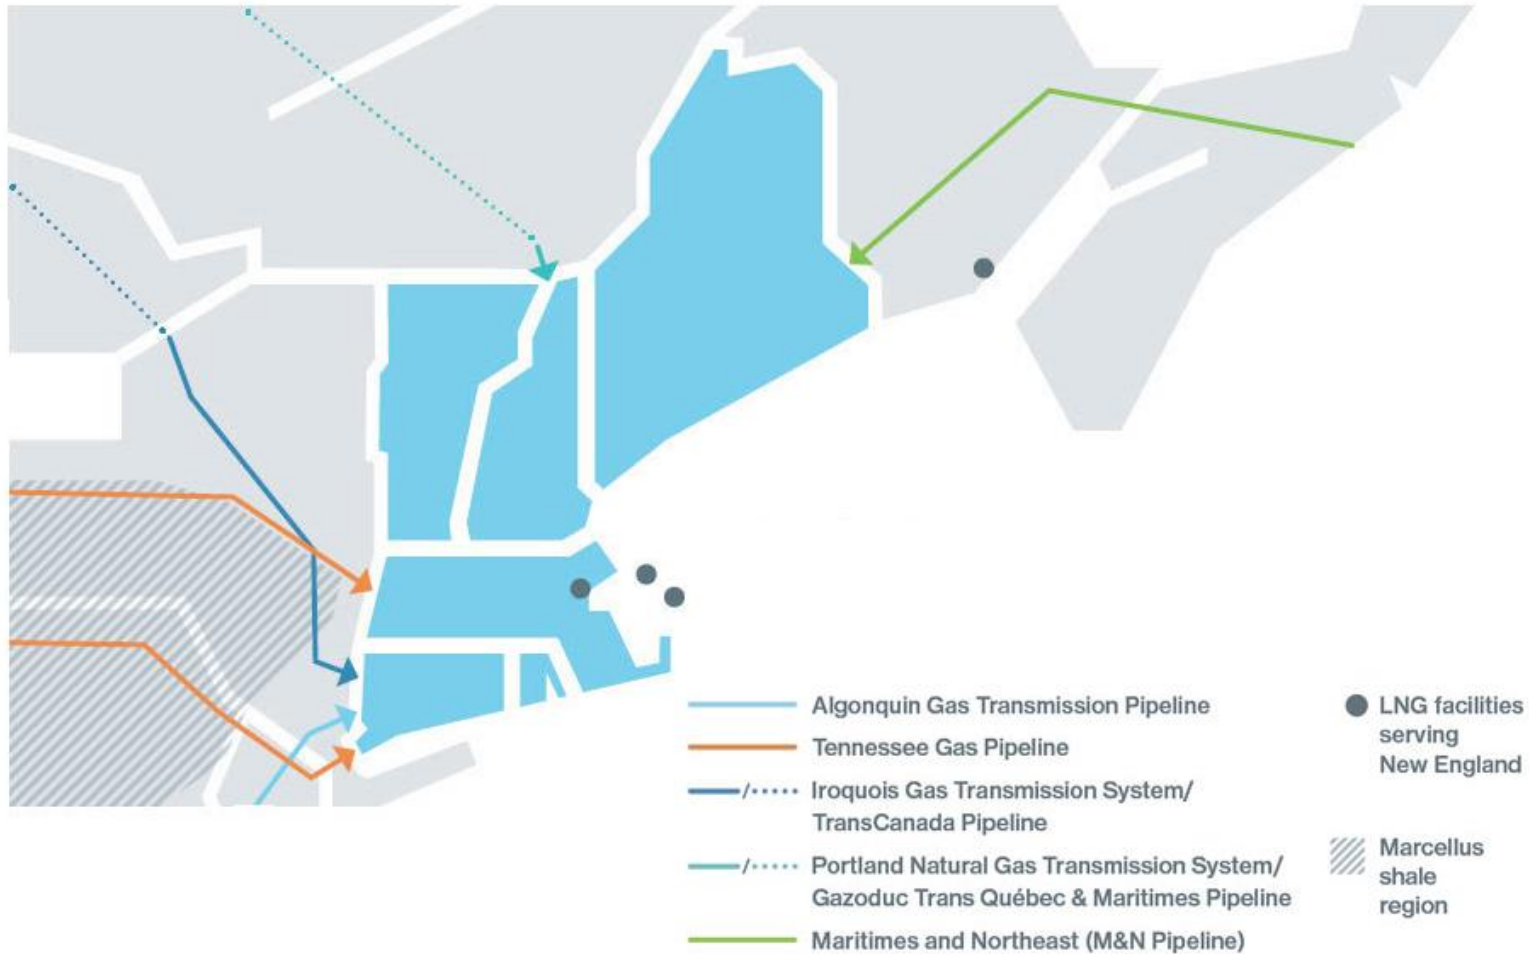 Algonquin Gas Transmission Pipeline
Tennessee Gas Pipeline
Iroquois Gas Transmission System/
TransCanada Pipeline
Portland Natural Gas Transmission System/
Gazoduc Trans Québec & Maritimes Pipeline
Maritimes and Northeast (M&N Pipeline)
LNG facilities
serving
New England
Marcellus
shale
region